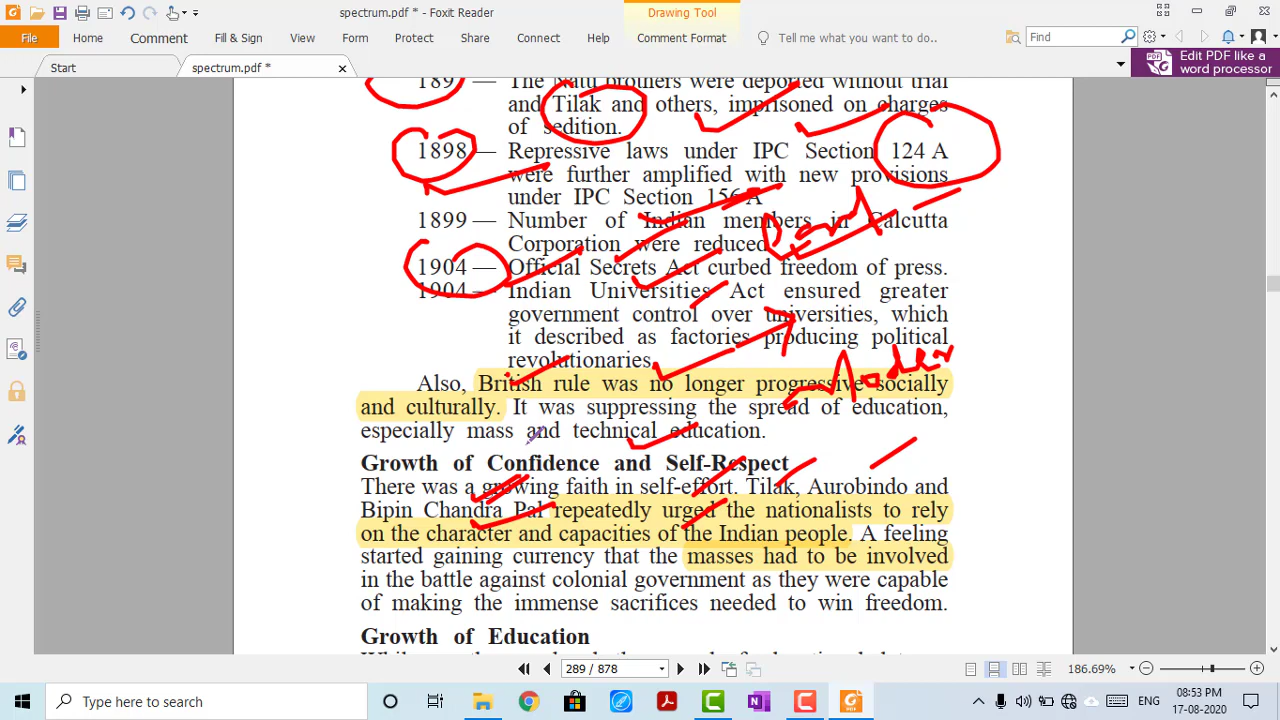 spectrum.pdf * - Foxit Reader
Drawing Tool
File Home Comment Fill & Sign View Form Protect Share Connect Help Comment Format Tell me what you want to do.. Find
Start
spectrum.pdf *
Edit PDF like a
word processor
189
The Natu brothers were deported without trial
and Tilak and others, imprisoned on charges
of sedition.
1898 — Repressive laws under IPC Section 124 A
were further amplified with new provisions
under IPC Section 156 A
1899 — Number of Indian members in Calcutta
Corporation were reduced
1904 — Official Secrets Act curbed freedom of press.
1904 — Indian Universities Act ensured greater
government control over universities, which
it described as factories producing political
revolutionaries.
Also, British rule was no longer progressive socially
and culturally. It was suppressing the spread of education,
especially mass and technical education.
Growth of Confidence and Self-Respect
There was a growing faith in self-effort. Tilak, Aurobindo and
Bipin Chandra Pal repeatedly urged the nationalists to rely
on the character and capacities of the Indian people. A feeling
started gaining currency that the masses had to be involved
in the battle against colonial government as they were capable
of making the immense sacrifices needed to win freedom.
Growth of Education
289 / 878
186.69%
Type here to search
ENG
08:53 PM
17-08-2020